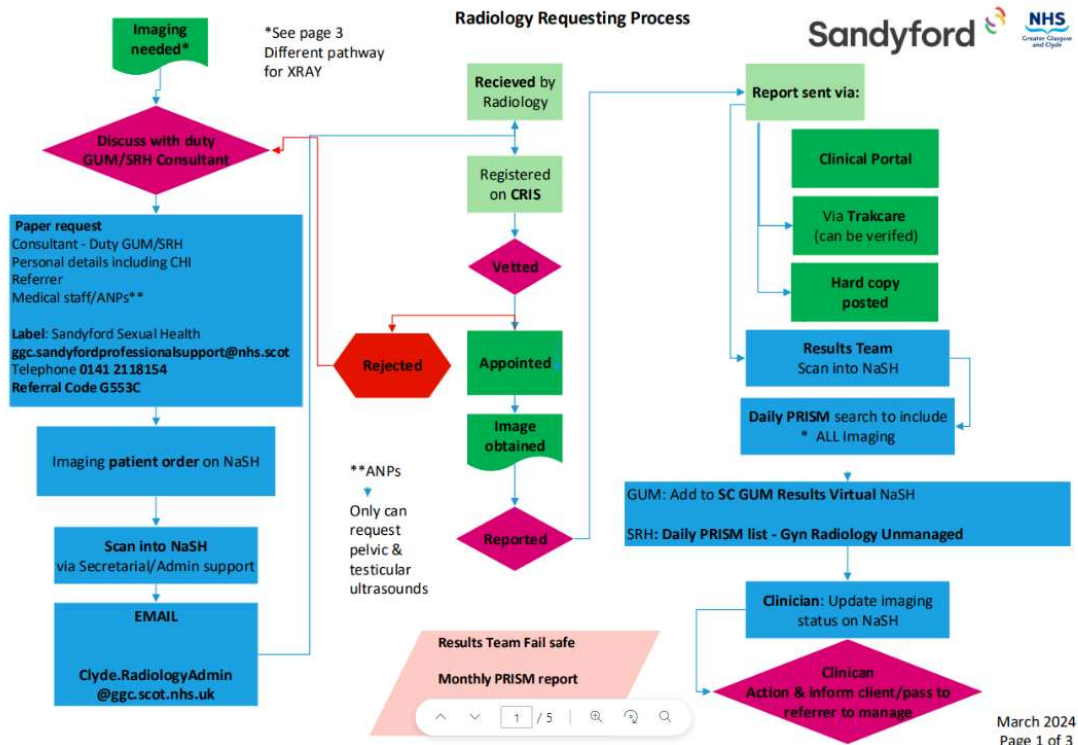 Radiology Requesting Process
Sandyford
NHS
Greater Glasgow
and Clyde
Imaging
needed*
*See page 3
Different pathway
for XRAY
Discuss with duty
GUM/SRH Consultant
Paper request
Consultant - Duty GUM/SRH
Personal details including CHI
Referrer
Medical staff/ANPs**
Label: Sandyford Sexual Health
ggc.sandyfordprofessionalsupport@nhs.scot
Telephone 0141 2118154
Referral Code G553C
Imaging patient order on NaSH
Scan into NaSH
via Secretarial/Admin support
EMAIL
Clyde.RadiologyAdmin
@ggc.scot.nhs.uk
Recieved by
Radiology
Registered
on CRIS
Vetted
Rejected
Appointed
Image
obtained
Reported
**ANPs
Only can
request
pelvic &
testicular
ultrasounds
Results Team Fail safe
Monthly PRISM report
Report sent via:
Clinical Portal
Via Trakcare
(can be verifed)
Hard copy
posted
Results Team
Scan into NaSH
Daily PRISM search to include
* ALL Imaging
GUM: Add to SC GUM Results Virtual NaSH
SRH: Daily PRISM list - Gyn Radiology Unmanaged
Clinician: Update imaging
status on NaSH
Clinican
Action & inform client/pass to
referrer to manage
1 / 5
March 2024
Page 1 of 3